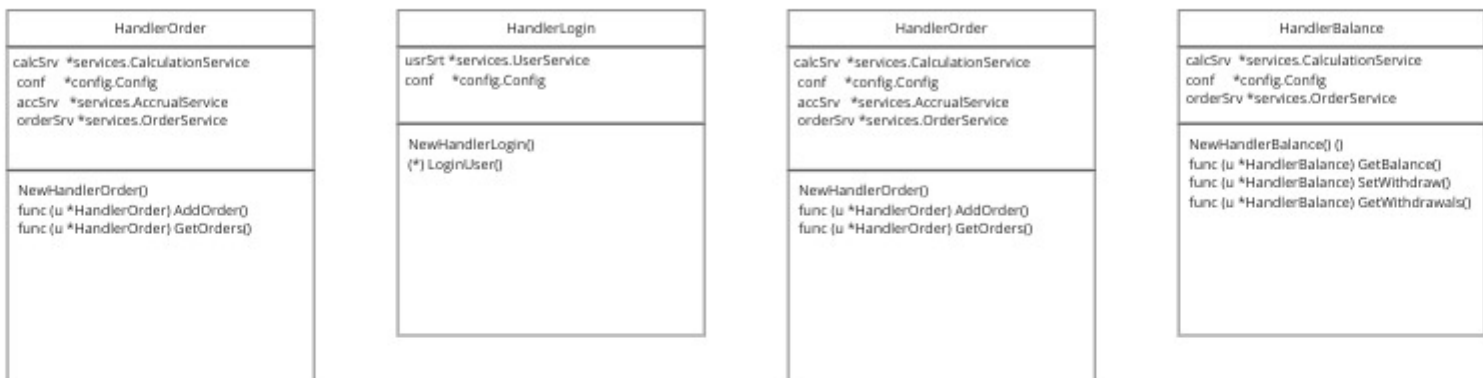 HandlerOrder
calcSrv *services.CalculationService
conf *config.Config
accSrv *services.AccrualService
orderSrv *services.OrderService
NewHandlerOrder()
func (u *HandlerOrder) AddOrder()
func (u *HandlerOrder) GetOrders()
HandlerLogin
usrSrt *services.UserService
conf *config.Config
NewHandlerLogin()
(*) LoginUser()
HandlerOrder
calcSrv *services.CalculationService
conf *config.Config
accSrv *services.AccrualService
orderSrv *services.OrderService
NewHandlerOrder()
func (u *HandlerOrder) AddOrder()
func (u *HandlerOrder) GetOrders()
HandlerBalance
calcSrv *services.CalculationService
conf *config.Config
orderSrv *services.OrderService
NewHandlerBalance() ()
func (u *HandlerBalance) GetBalance()
func (u *HandlerBalance) SetWithdraw()
func (u *HandlerBalance) GetWithdrawals()